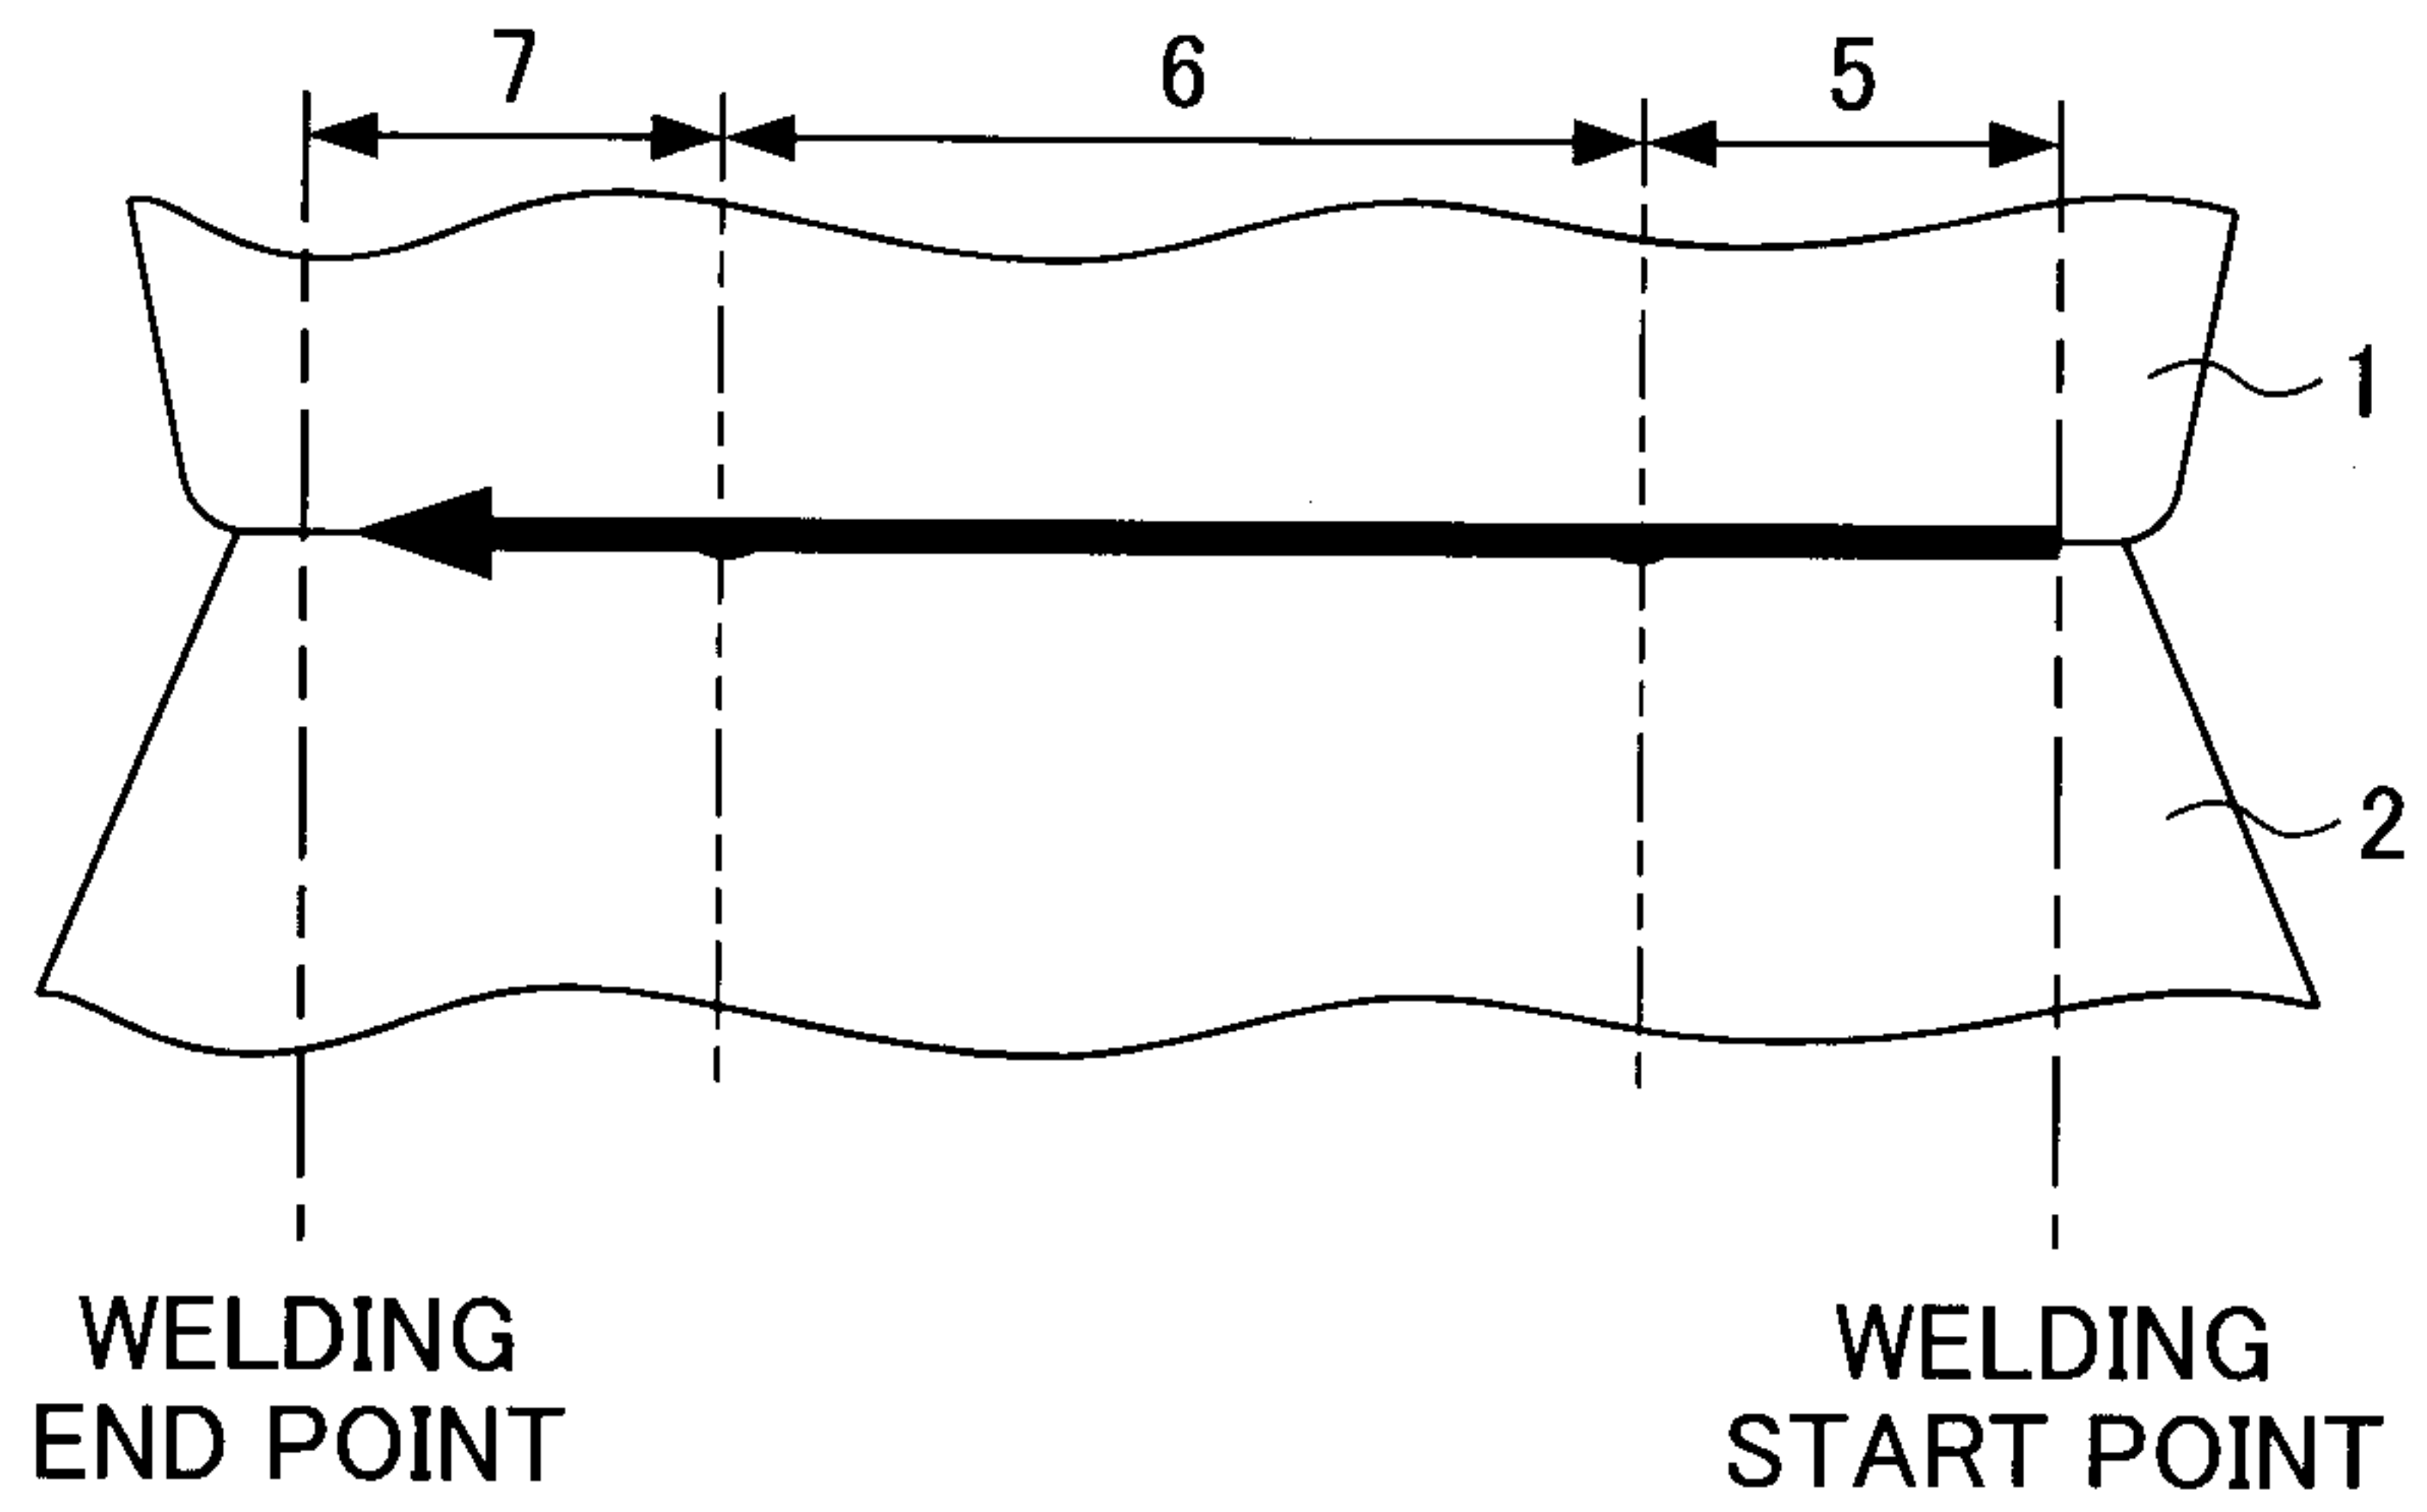 7 6 5
1
2
WELDING
END POINT
WELDING
START POINT